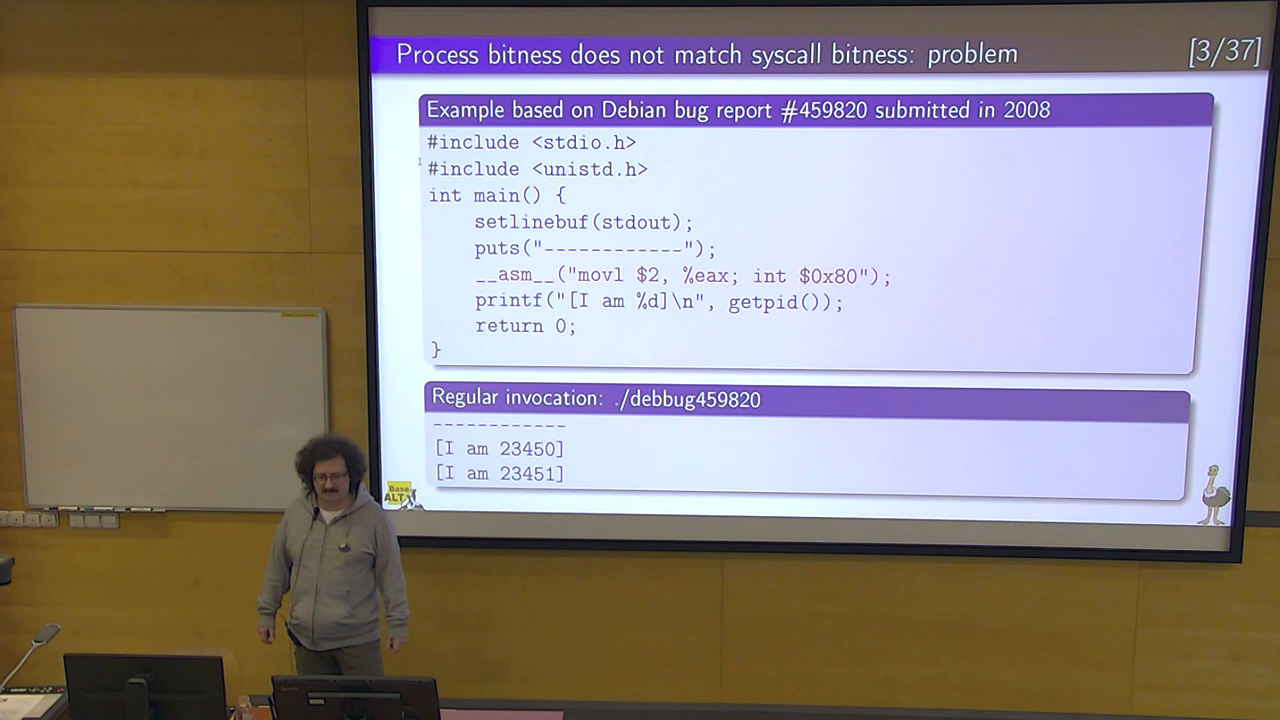 Process bitness does not match syscall bitness: problem [3/37]
Example based on Debian bug report #459820 submitted in 2008
#include <stdio.h>
#include <unistd.h>
int main() {
setlinebuf(stdout);
puts("------------");
__asm__("movl $2, %eax; int $0x80");
printf("[I am %d]\n", getpid());
return 0;
}
Regular invocation: ./debbug459820
------------
[I am 23450]
[I am 23451]
Base
ALT